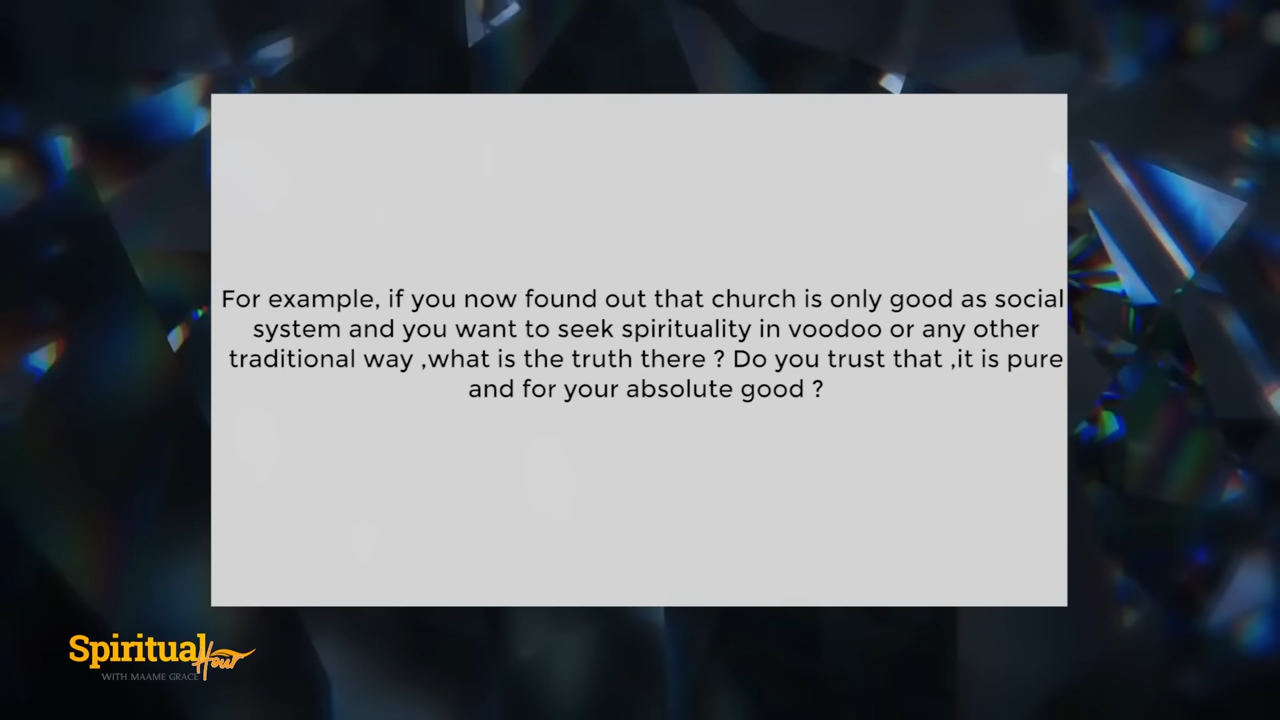 For example, if you now found out that church is only good as social
system and you want to seek spirituality in voodoo or any other
traditional way ,what is the truth there ? Do you trust that ,it is pure
and for your absolute good ?
Spiritual Hour
WITH MAAME GRACE